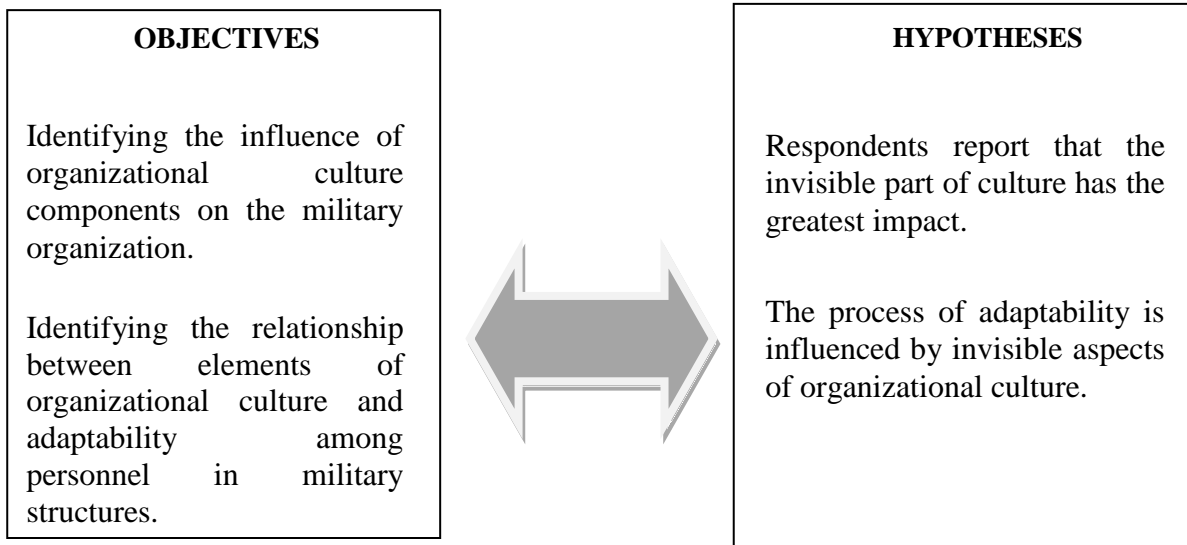 OBJECTIVES
Identifying the influence of
organizational culture
components on the military
organization.
Identifying the relationship
between elements of
organizational culture and
adaptability among
personnel in military
structures.
HYPOTHESES
Respondents report that the
invisible part of culture has the
greatest impact.
The process of adaptability is
influenced by invisible aspects
of organizational culture.